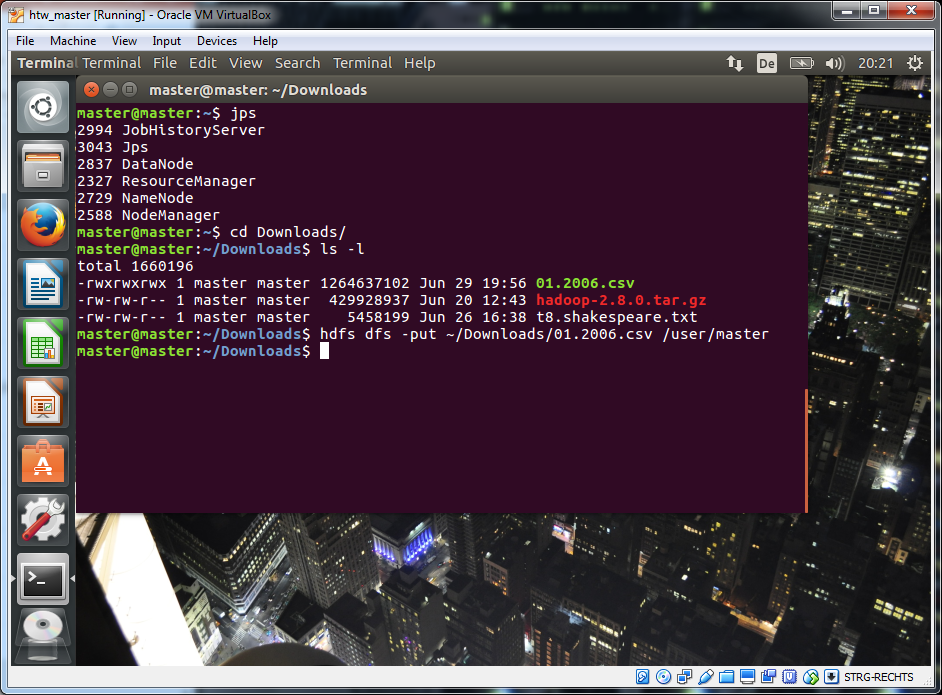 htw_master [Running] - Oracle VM VirtualBox
File Machine View Input Devices Help
Terminal Terminal File Edit View Search Terminal Help De 20:21
master@master: ~/Downloads
master@master:~$ jps
2994 JobHistoryServer
3043 Jps
2837 DataNode
2327 ResourceManager
2729 NameNode
2588 NodeManager
master@master:~$ cd Downloads/
master@master:~/Downloads$ ls -l
total 1660196
-rwxrwxrwx 1 master master 1264637102 Jun 29 19:56 01.2006.csv
-rw-rw-r-- 1 master master  429928937 Jun 20 12:43 hadoop-2.8.0.tar.gz
-rw-rw-r-- 1 master master    5458199 Jun 26 16:38 t8.shakespeare.txt
master@master:~/Downloads$ hdfs dfs -put ~/Downloads/01.2006.csv /user/master
master@master:~/Downloads$
STRG-RECHTS